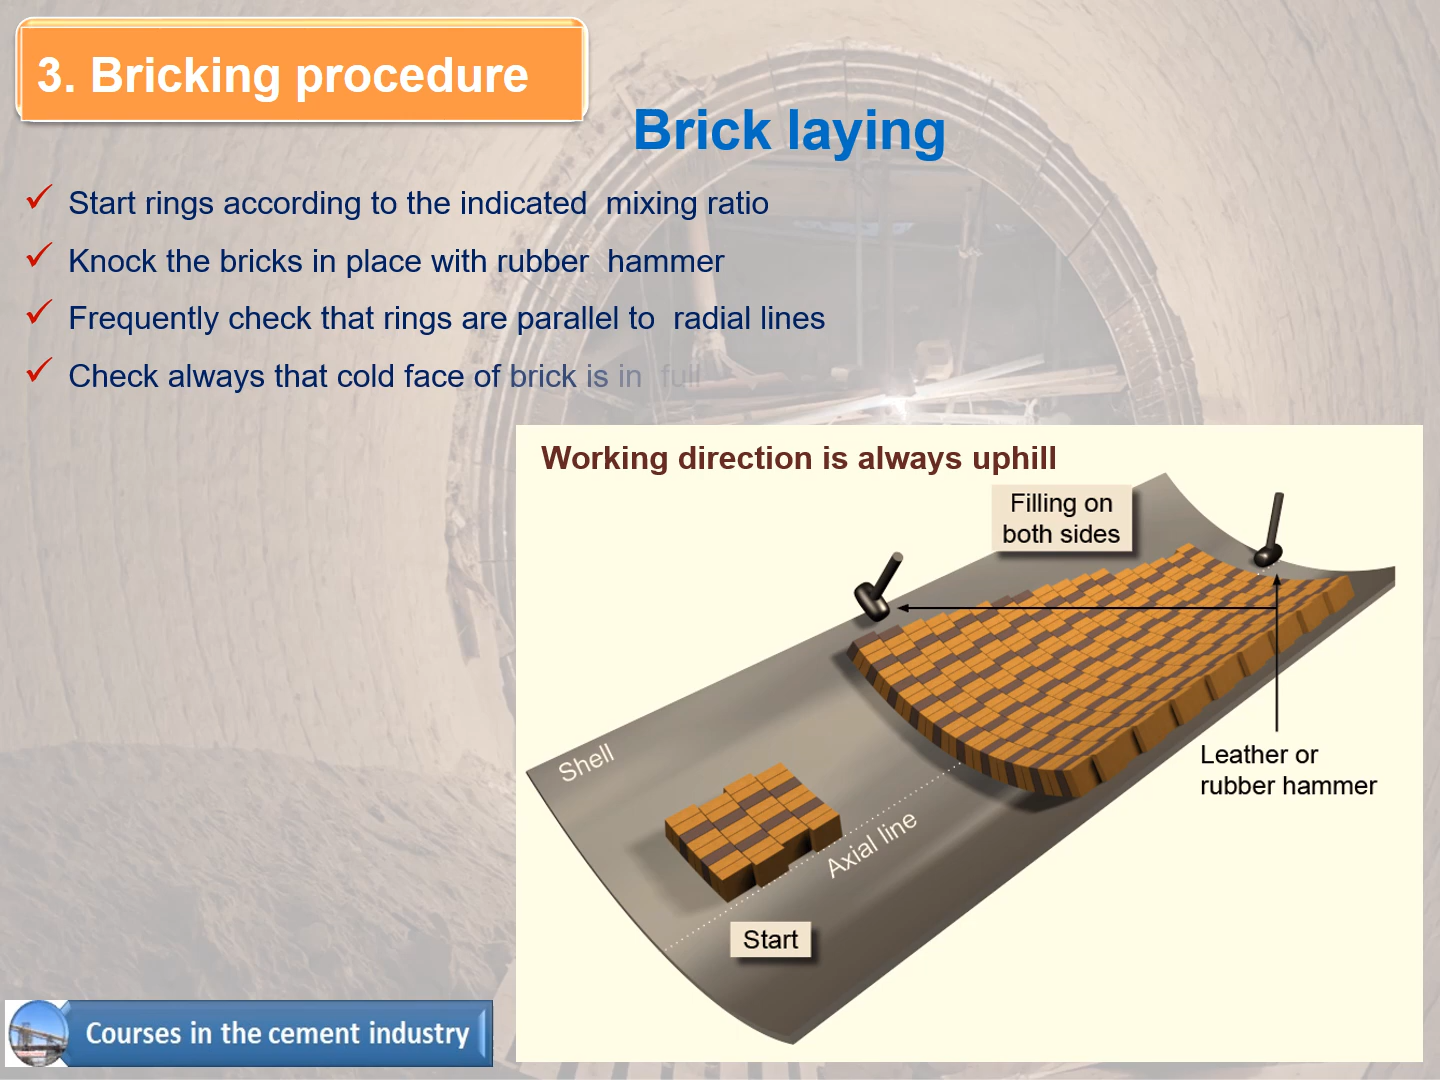 3. Bricking procedure
Brick laying
Start rings according to the indicated mixing ratio
Knock the bricks in place with rubber hammer
Frequently check that rings are parallel to radial lines
Check always that cold face of brick is in full
Working direction is always uphill
Filling on
both sides
Shell
Leather or
rubber hammer
Axial line
Start
Courses in the cement industry